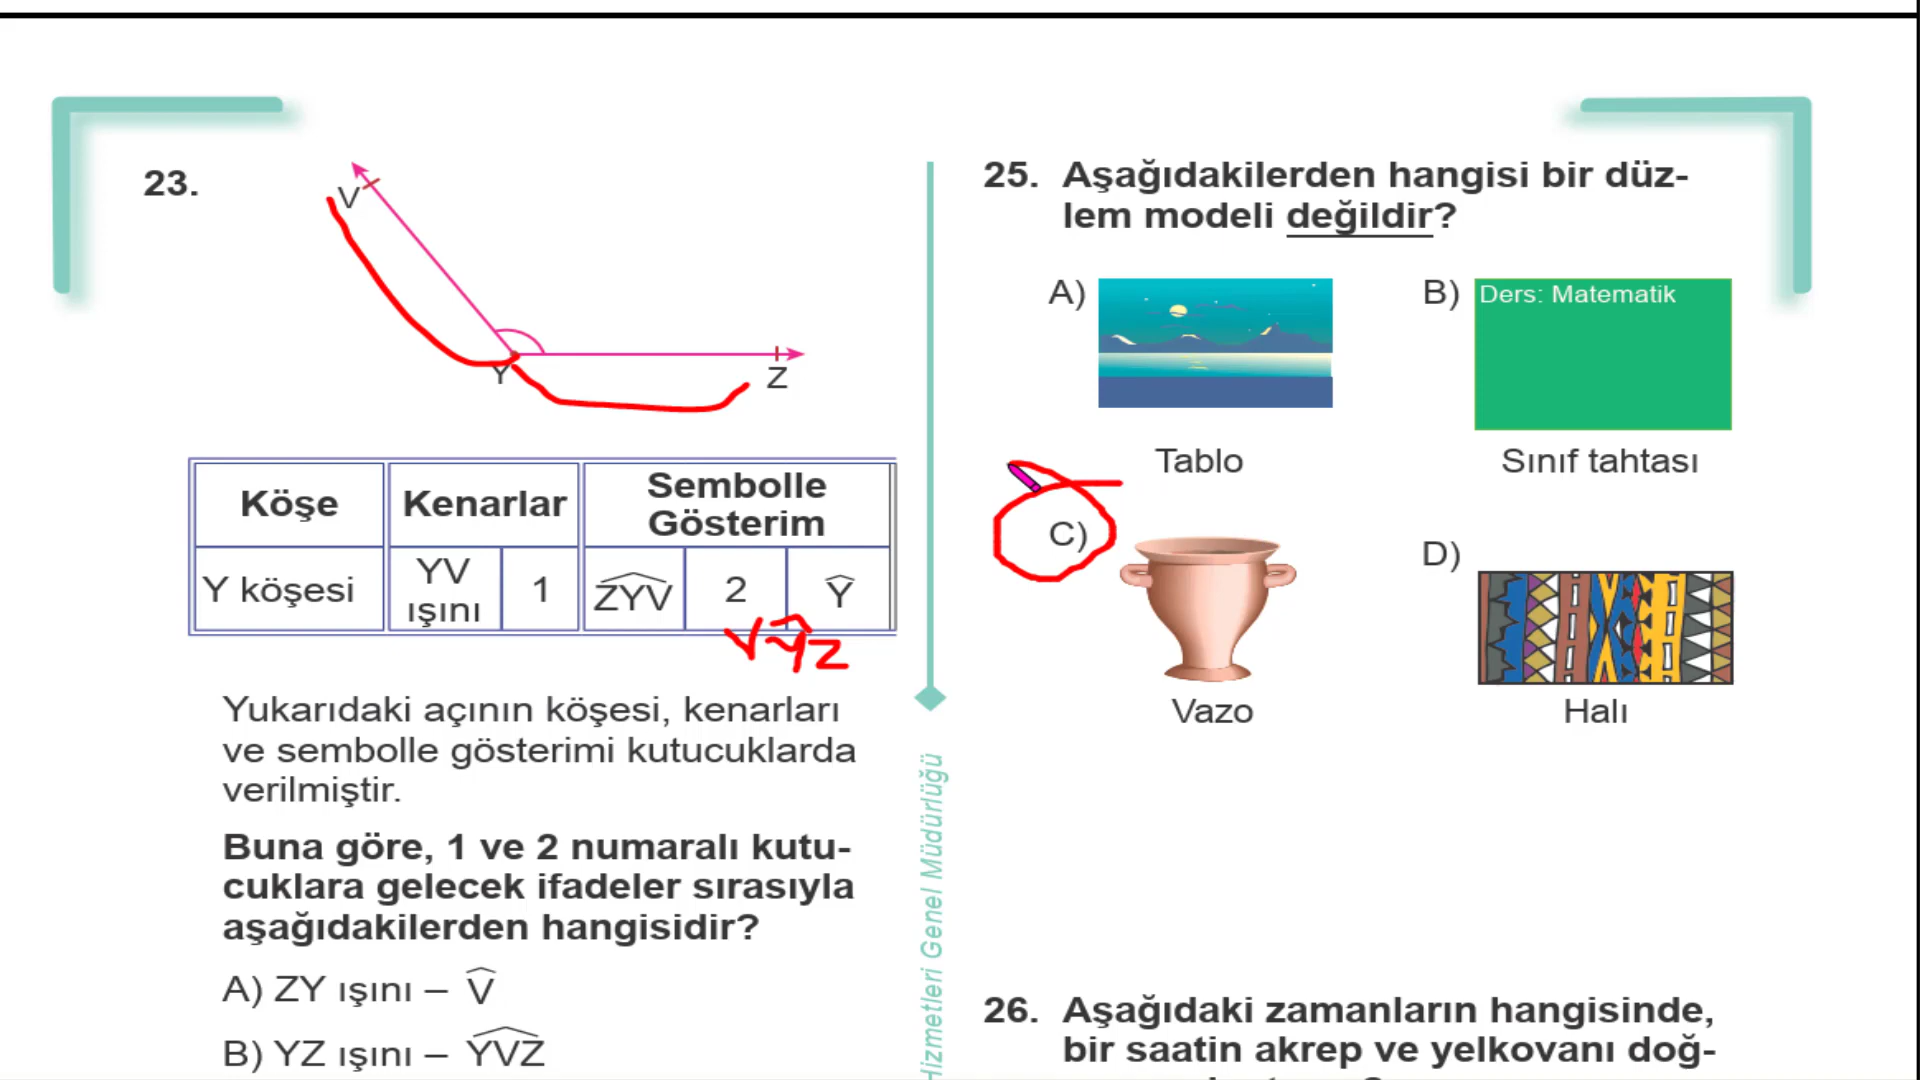 23.
V
Y
Z
Köşe
Kenarlar
Sembolle
Gösterim
Y köşesi
YV
ışını
1
ZYV
2
Y
VYZ
Yukarıdaki açının köşesi, kenarları
ve sembolle gösterimi kutucuklarda
verilmiştir.
Buna göre, 1 ve 2 numaralı kutu-
cuklara gelecek ifadeler sırasıyla
aşağıdakilerden hangisidir?
A) ZY ışını – V
B) YZ ışını – YVZ
Hizmetleri Genel Müdürlüğü
25. Aşağıdakilerden hangisi bir düz-
lem modeli değildir?
A)
Tablo
B)
Ders: Matematik
Sınıf tahtası
C)
Vazo
D)
Halı
26. Aşağıdaki zamanların hangisinde,
bir saatin akrep ve yelkovanı doğ-